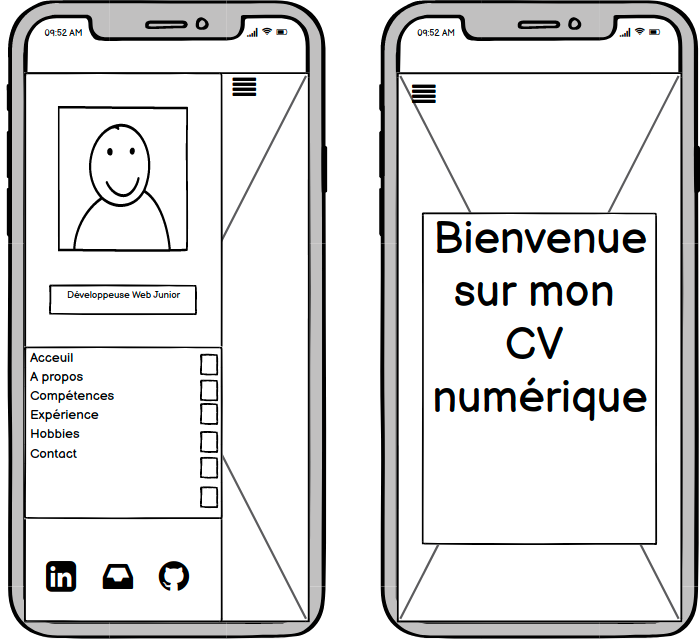 09:52 AM
Développeuse Web Junior
Acceuil
A propos
Compétences
Expérience
Hobbies
Contact
in
09:52 AM
Bienvenue
sur mon
CV
numérique